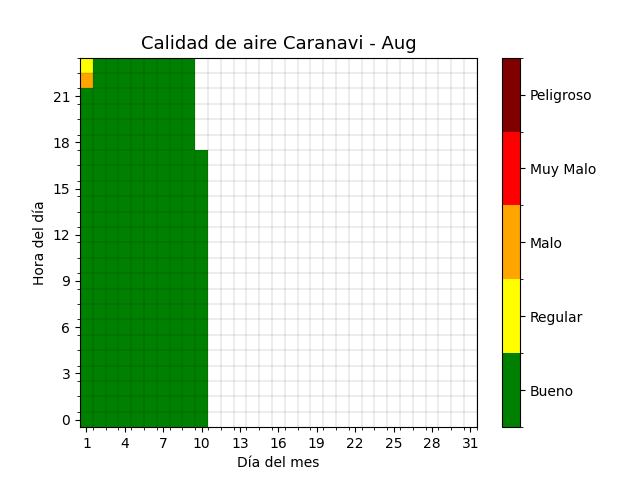 Calidad de aire Caranavi - Aug
Hora del día
21
18
15
12
9
6
3
0
1 4 7 10 13 16 19 22 25 28 31
Día del mes
Peligroso
Muy Malo
Malo
Regular
Bueno